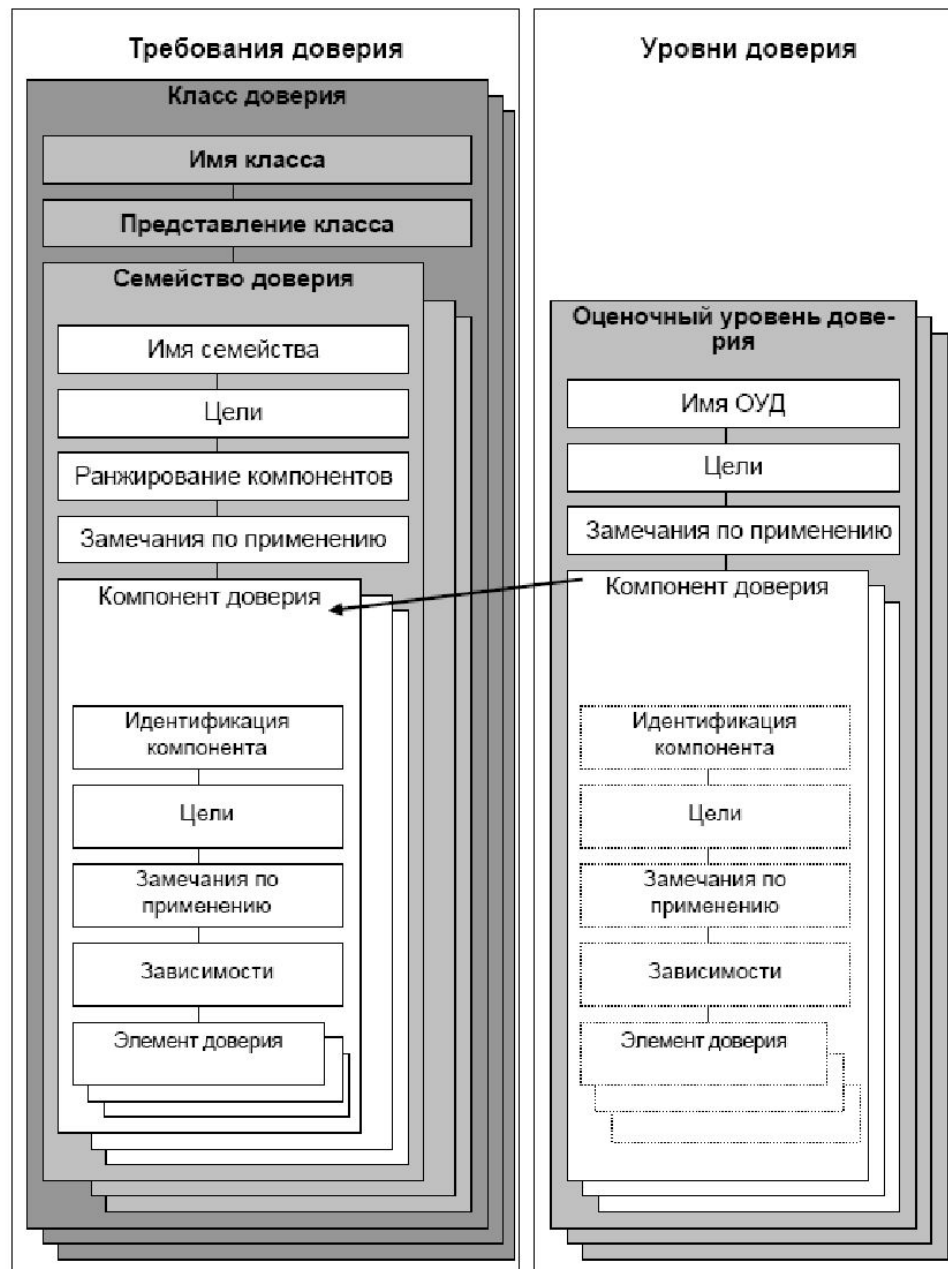 Требования доверия
Класс доверия
Имя класса
Представление класса
Семейство доверия
Имя семейства
Цели
Ранжирование компонентов
Замечания по применению
Компонент доверия
Идентификация
компонента
Цели
Замечания по
применению
Зависимости
Элемент доверия
Уровни доверия
Оценочный уровень дове-
рия
Имя ОУД
Цели
Замечания по применению
Компонент доверия
Идентификация
компонента
Цели
Замечания по
применению
Зависимости
Элемент доверия